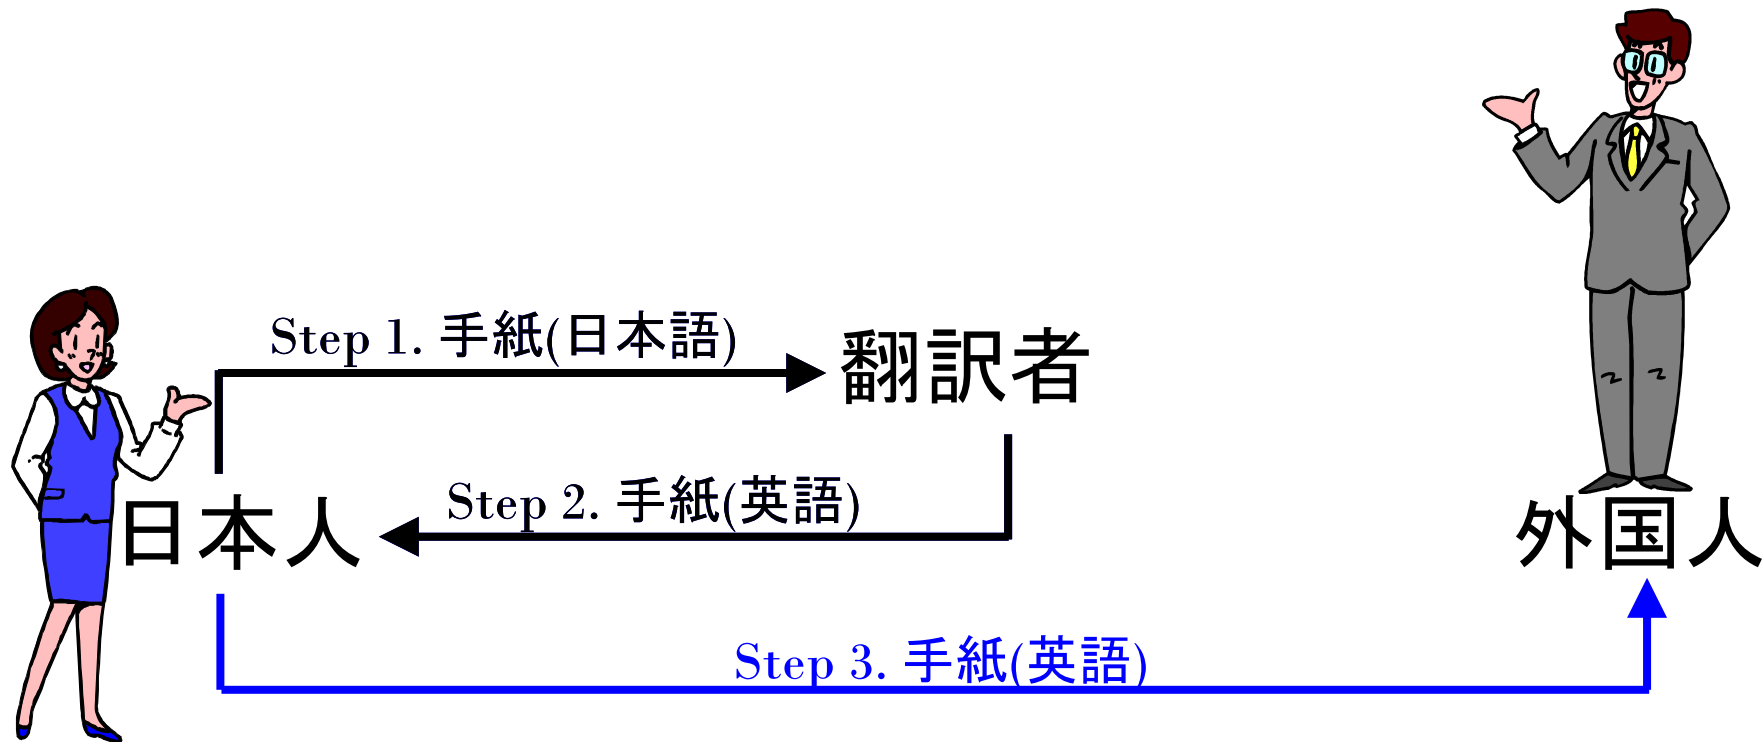 Step 1. 手紙(日本語)
翻訳者
Step 2. 手紙(英語)
日本人
外国人
Step 3. 手紙(英語)